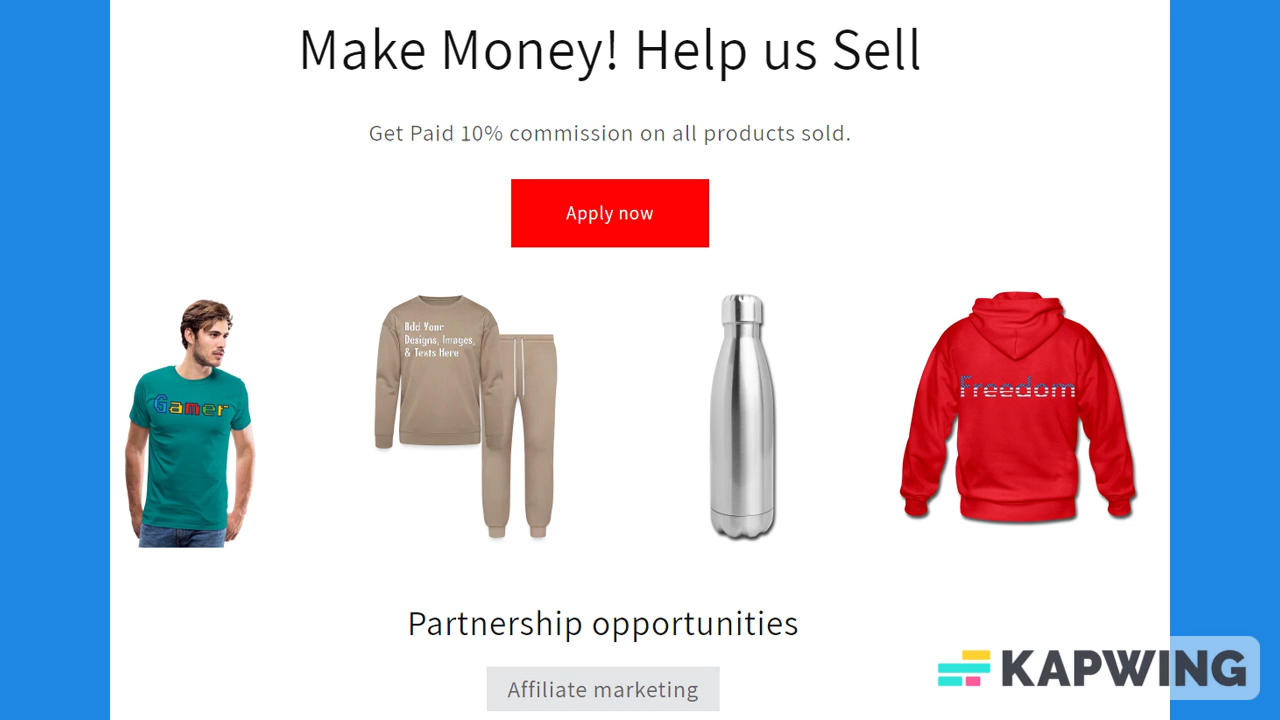 Make Money! Help us Sell
Get Paid 10% commission on all products sold.
Apply now
Gamer
Add Your
Designs, Images,
& Texts Here
Freedom
Partnership opportunities
Affiliate marketing
KAPWING